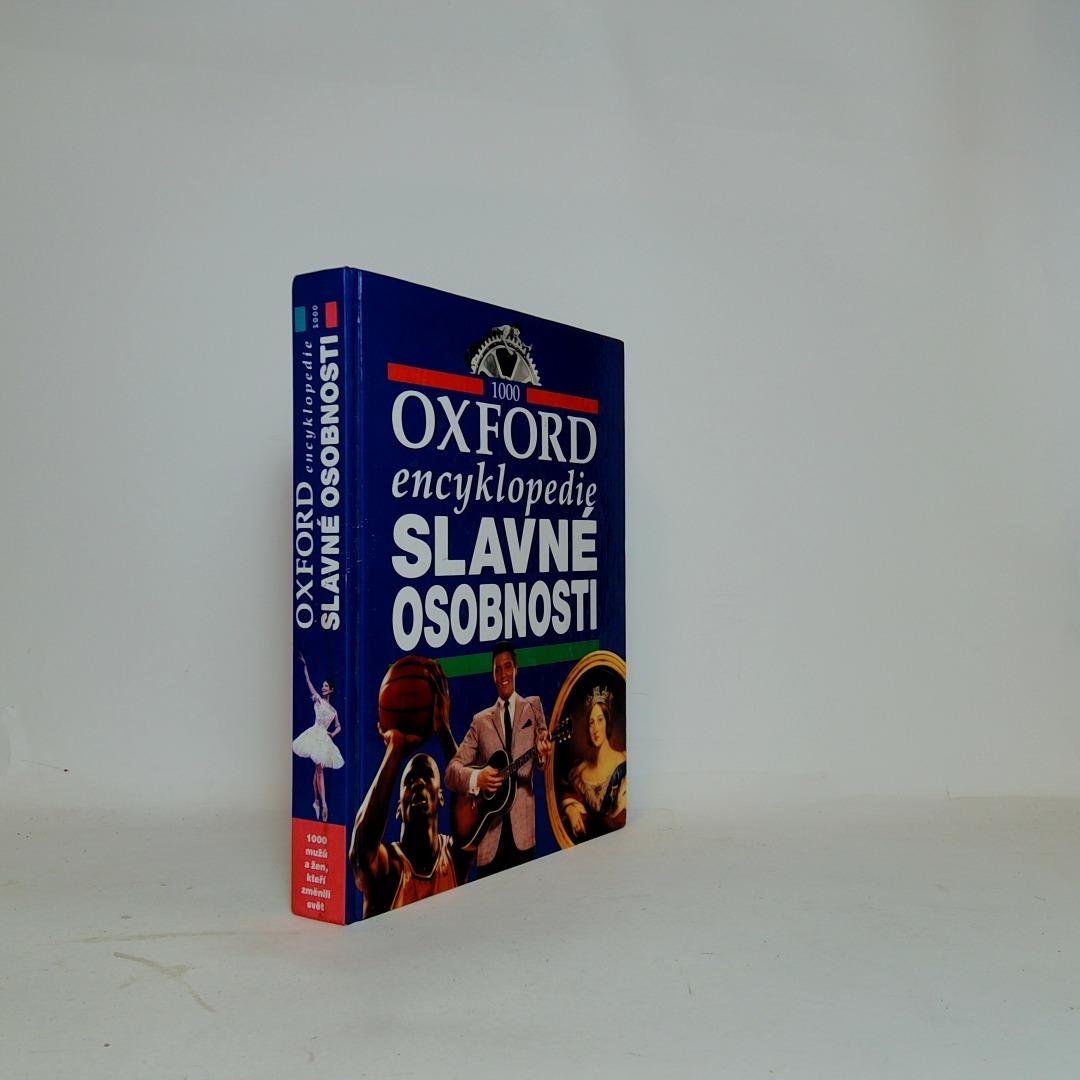 1000
OXFORD
encyklopedie
SLAVNÉ
OSOBNOSTI
1000
OXFORD encyklopedie
SLAVNÉ OSOBNOSTI
1000
mužů
a žen,
kteří
změnili
svět